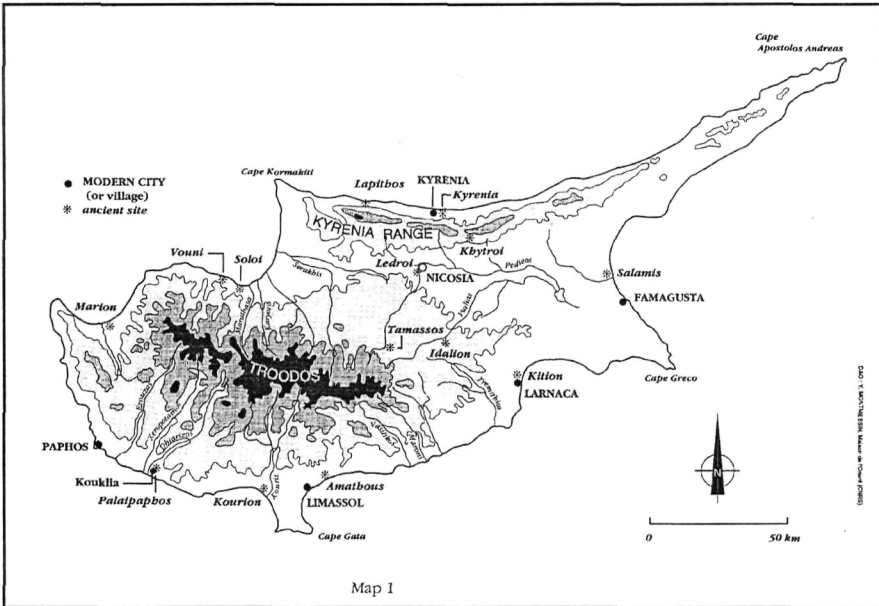 Cape
Apostolos Andreas
MODERN CITY
(or village)
ancient site
Cape Kormakiti
Lapithos
KYRENIA
Kyrenia
KYRENIA RANGE
Khytroi
Vouni
Soloi
Serakhis
Ledroi
NICOSIA
Pedieos
Salamis
FAMAGUSTA
Marion
Tamassos
Idalion
TROODOS
Kition
LARNACA
Cape Greco
PAPHOS
Kouklia
Palaipaphos
Kourion
Amathous
LIMASSOL
Cape Gata
N
0 50 km
Map 1